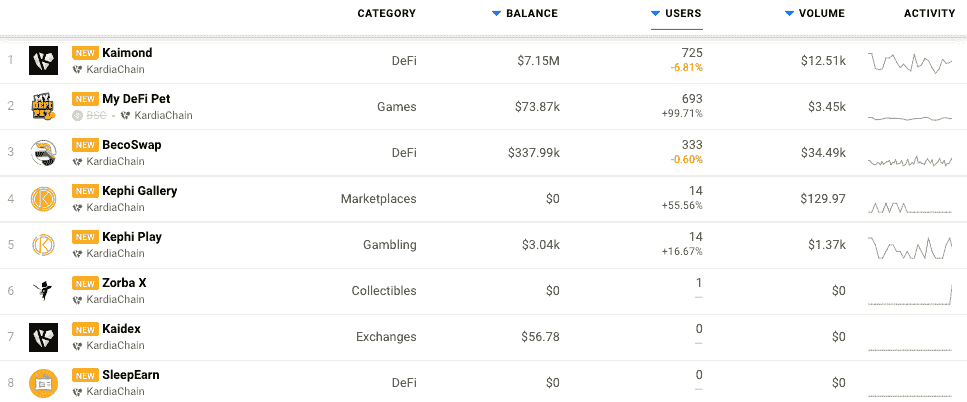 CATEGORY BALANCE USERS VOLUME ACTIVITY
1 NEW Kaimond DeFi $7.15M 725 $12.51k
KardiaChain -6.81%
2 MY DEFI PET NEW My DeFi Pet Games $73.87k 693 $3.45k
BSC - KardiaChain +99.71%
3 NEW BecoSwap DeFi $337.99k 333 $34.49k
KardiaChain -0.60%
4 NEW Kephi Gallery Marketplaces $0 14 $129.97
KardiaChain +55.56%
5 NEW Kephi Play Gambling $3.04k 14 $1.37k
KardiaChain +16.67%
6 NEW Zorba X Collectibles $0 1 $0
KardiaChain —
7 NEW Kaidex Exchanges $56.78 0 $0
KardiaChain —
8 NEW SleepEarn DeFi $0 0 $0
KardiaChain —